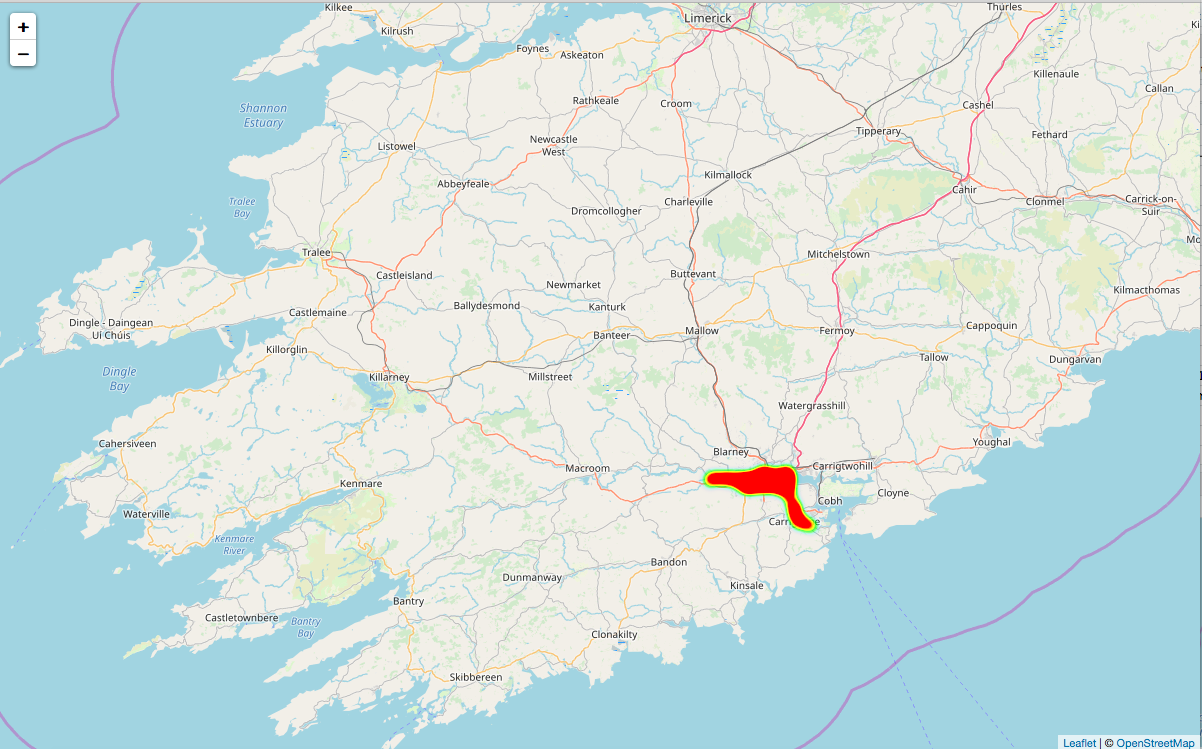 +
−
Kilkee
Kilrush
Limerick
Thurles
Foynes
Askeaton
Killenaule
Callan
Rathkeale
Croom
Cashel
Shannon
Estuary
Listowel
Newcastle
West
Tipperary
Fethard
Abbeyfeale
Kilmallock
Cahir
Tralee
Bay
Dromcollogher
Charleville
Clonmel
Carrick-on-
Suir
Tralee
Castleisland
Buttevant
Mitchelstown
Newmarket
Kilmacthomas
Ballydesmond
Kanturk
Castlemaine
Dingle - Daingean
Uí Chúis
Banteer
Mallow
Fermoy
Cappoquin
Killorglin
Tallow
Dungarvan
Dingle
Bay
Killarney
Millstreet
Watergrasshill
Cahersiveen
Youghal
Blarney
Macroom
Carrigtwohill
Kenmare
Cloyne
Cobh
Waterville
Kenmare
River
Bandon
Dunmanway
Kinsale
Bantry
Castletownbere
Bantry
Bay
Clonakilty
Skibbereen
Leaflet | © OpenStreetMap